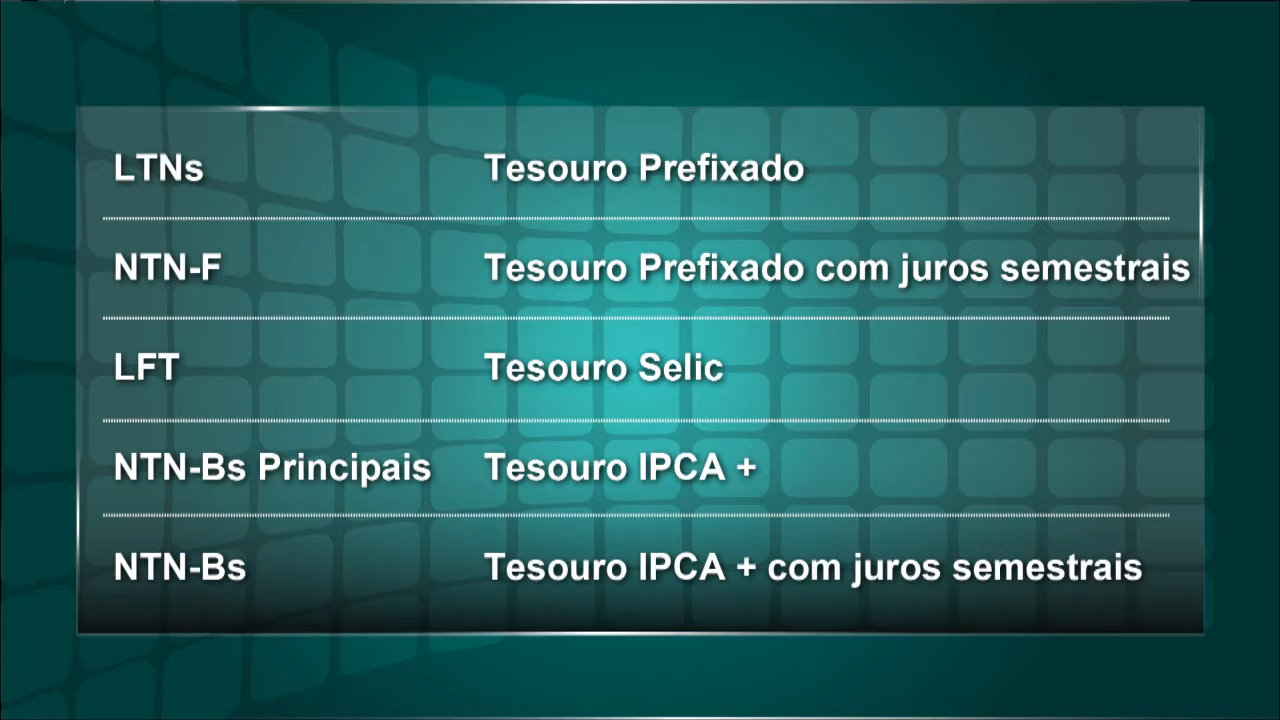 LTNs Tesouro Prefixado
NTN-F Tesouro Prefixado com juros semestrais
LFT Tesouro Selic
NTN-Bs Principais Tesouro IPCA +
NTN-Bs Tesouro IPCA + com juros semestrais